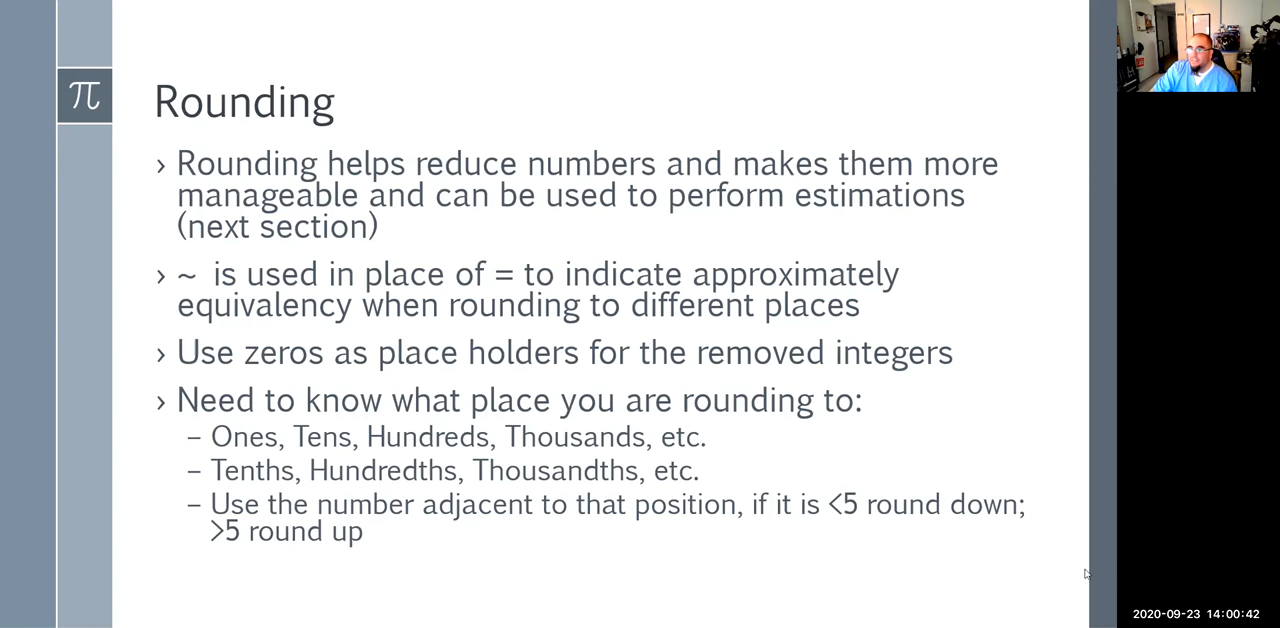 π
Rounding
› Rounding helps reduce numbers and makes them more
manageable and can be used to perform estimations
(next section)
› ~ is used in place of = to indicate approximately
equivalency when rounding to different places
› Use zeros as place holders for the removed integers
› Need to know what place you are rounding to:
– Ones, Tens, Hundreds, Thousands, etc.
– Tenths, Hundredths, Thousandths, etc.
– Use the number adjacent to that position, if it is <5 round down;
>5 round up
2020-09-23 14:00:42